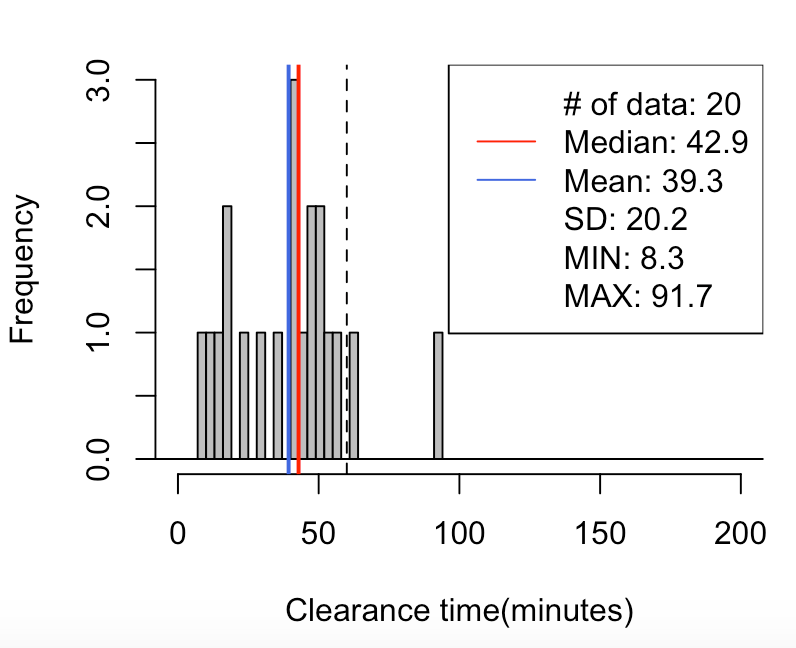 # of data: 20
Median: 42.9
Mean: 39.3
SD: 20.2
MIN: 8.3
MAX: 91.7
Frequency
3.0
2.0
1.0
0.0
0 50 100 150 200
Clearance time(minutes)